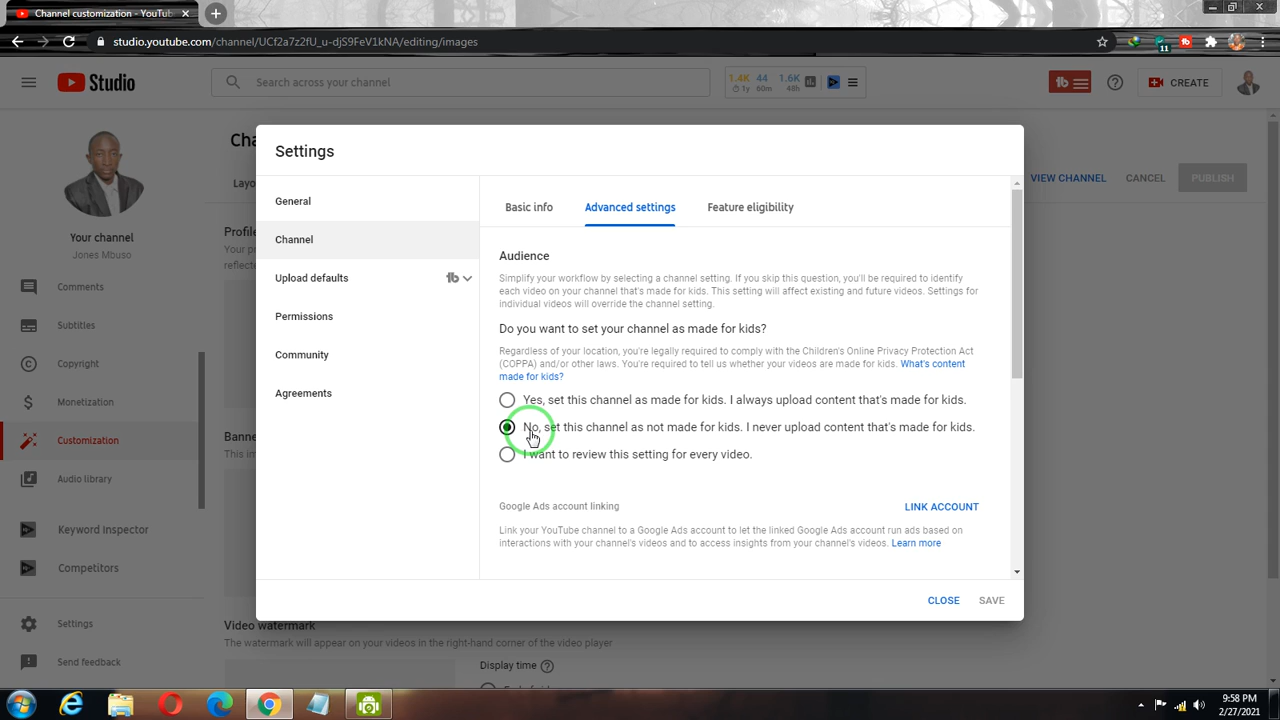 Channel customization - YouTub
studio.youtube.com/channel/UCf2a7z2fU_u-djS9FeV1kNA/editing/images
11
Studio
Search across your channel
1.4K 44 1.6K
1y 60m 48h
CREATE
Settings
VIEW CHANNEL CANCEL PUBLISH
Your channel
Jones Mbuso
Comments
Subtitles
Copyright
Monetization
Customization
Audio library
Keyword Inspector
Competitors
Settings
Send feedback
General
Channel
Upload defaults
Permissions
Community
Agreements
Basic info Advanced settings Feature eligibility
Audience
Simplify your workflow by selecting a channel setting. If you skip this question, you'll be required to identify
each video on your channel that's made for kids. This setting will affect existing and future videos. Settings for
individual videos will override the channel setting.
Do you want to set your channel as made for kids?
Regardless of your location, you're legally required to comply with the Children's Online Privacy Protection Act
(COPPA) and/or other laws. You're required to tell us whether your videos are made for kids. What's content
made for kids?
Yes, set this channel as made for kids. I always upload content that's made for kids.
No, set this channel as not made for kids. I never upload content that's made for kids.
I want to review this setting for every video.
Google Ads account linking LINK ACCOUNT
Link your YouTube channel to a Google Ads account to let the linked Google Ads account run ads based on
interactions with your channel's videos and to access insights from your channel's videos. Learn more
CLOSE SAVE
Video watermark
The watermark will appear on your videos in the right-hand corner of the video player
Display time
9:58 PM
2/27/2021